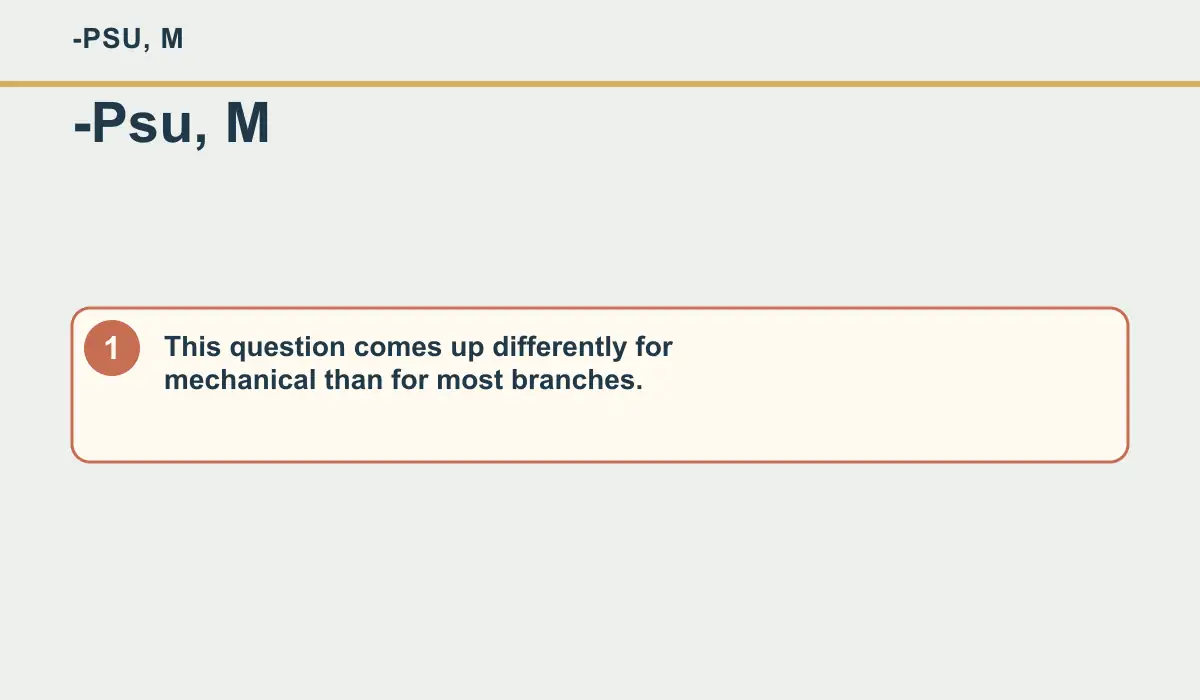 -PSU, M
-Psu, M
1
This question comes up differently for
mechanical than for most branches.